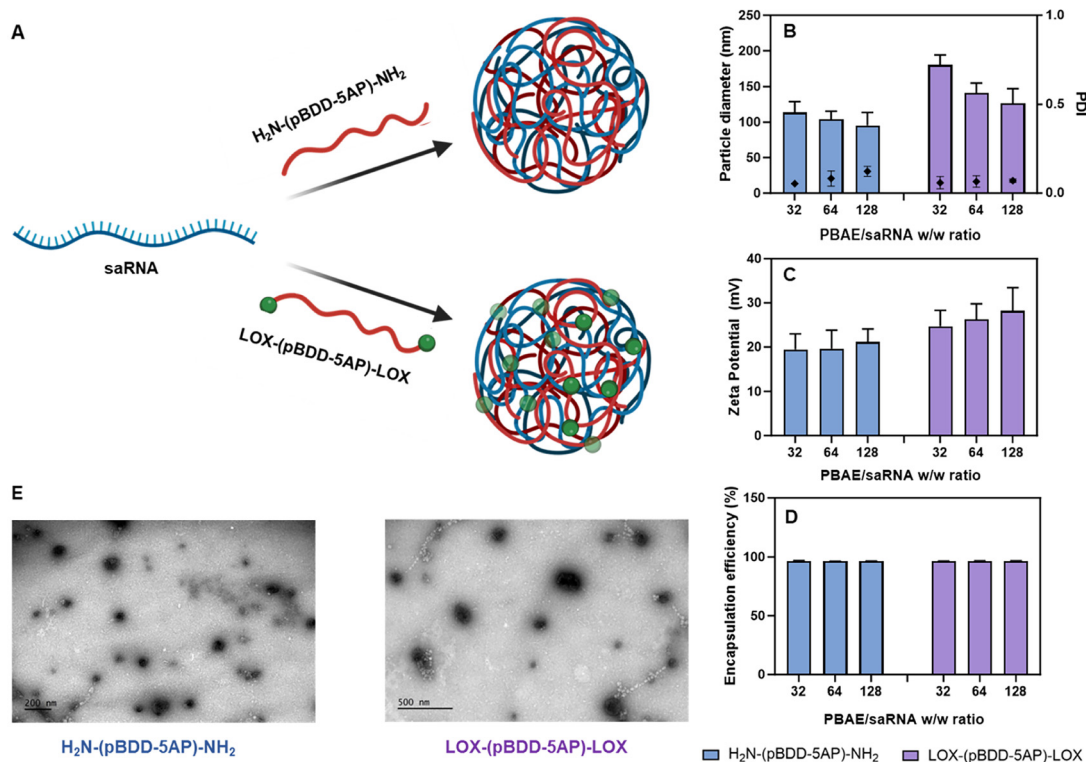 A
H₂N-(pBDD-5AP)-NH₂
saRNA
LOX-(pBDD-5AP)-LOX
B
Particle diameter (nm)
250
200
150
100
50
0
1.0
0.5
0.0
PDI
32 64 128 32 64 128
PBAE/saRNA w/w ratio
C
Zeta Potential (mV)
40
30
20
10
0
32 64 128 32 64 128
PBAE/saRNA w/w ratio
D
Encapsulation efficiency (%)
150
100
50
0
32 64 128 32 64 128
PBAE/saRNA w/w ratio
H₂N-(pBDD-5AP)-NH₂ LOX-(pBDD-5AP)-LOX
E
200 nm
500 nm
H₂N-(pBDD-5AP)-NH₂
LOX-(pBDD-5AP)-LOX